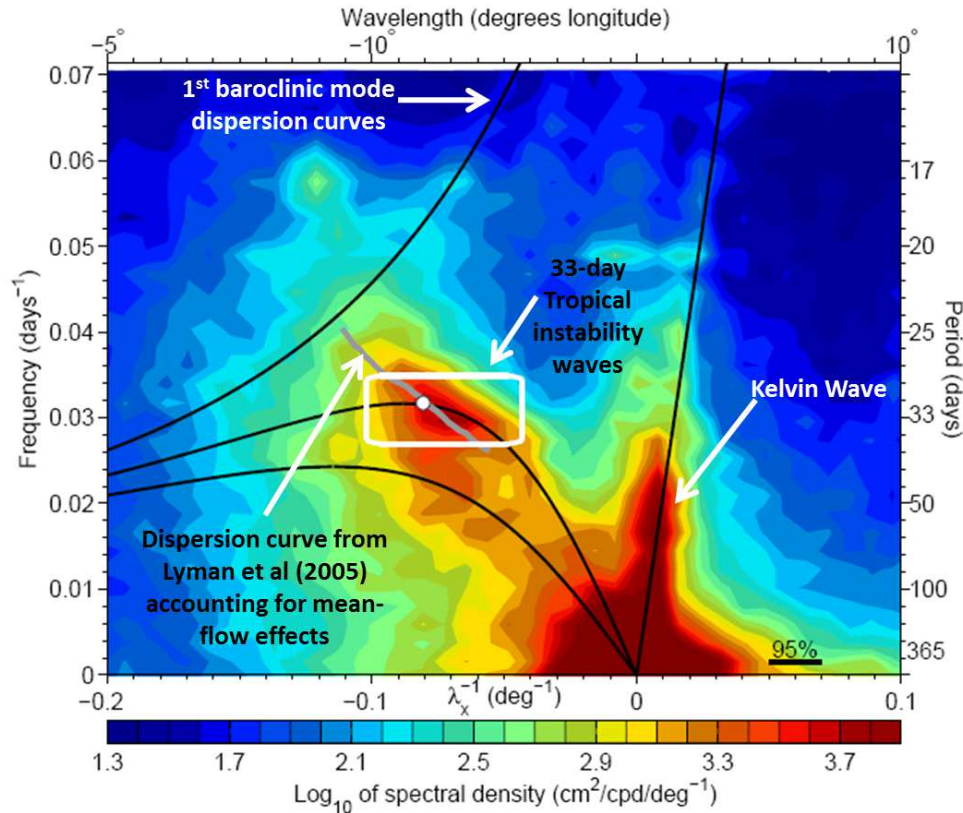 Wavelength (degrees longitude)
−5° −10° 10°
0.07
0.06
0.05
0.04
0.03
0.02
0.01
0
Frequency (days⁻¹)
1st baroclinic mode
dispersion curves
33-day
Tropical
instability
waves
Kelvin Wave
Dispersion curve from
Lyman et al (2005)
accounting for mean-
flow effects
95%
17
20
25
33
50
100
365
Period (days)
−0.2 −0.1 0 0.1
λx⁻¹ (deg⁻¹)
1.3 1.7 2.1 2.5 2.9 3.3 3.7
Log10 of spectral density (cm²/cpd/deg⁻¹)